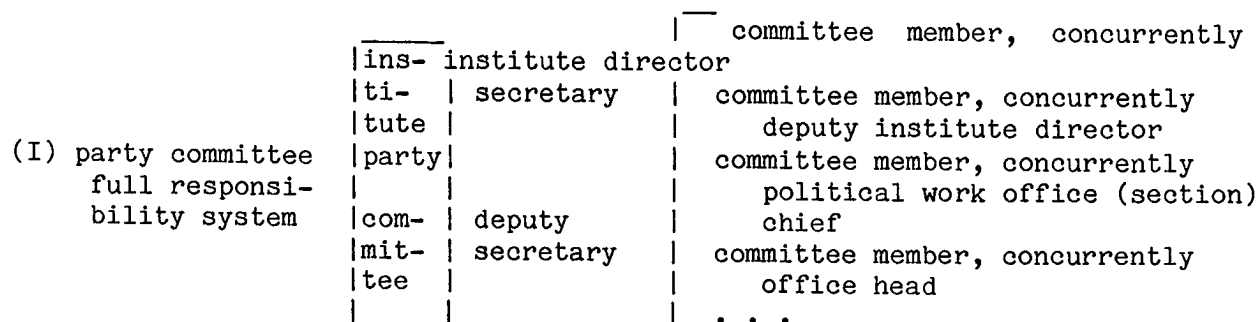 committee member, concurrently
ins- institute director
ti- secretary committee member, concurrently
tute deputy institute director
(I) party committee party committee member, concurrently
full responsi- political work office (section)
bility system com- deputy chief
mit- secretary committee member, concurrently
tee office head
. . .